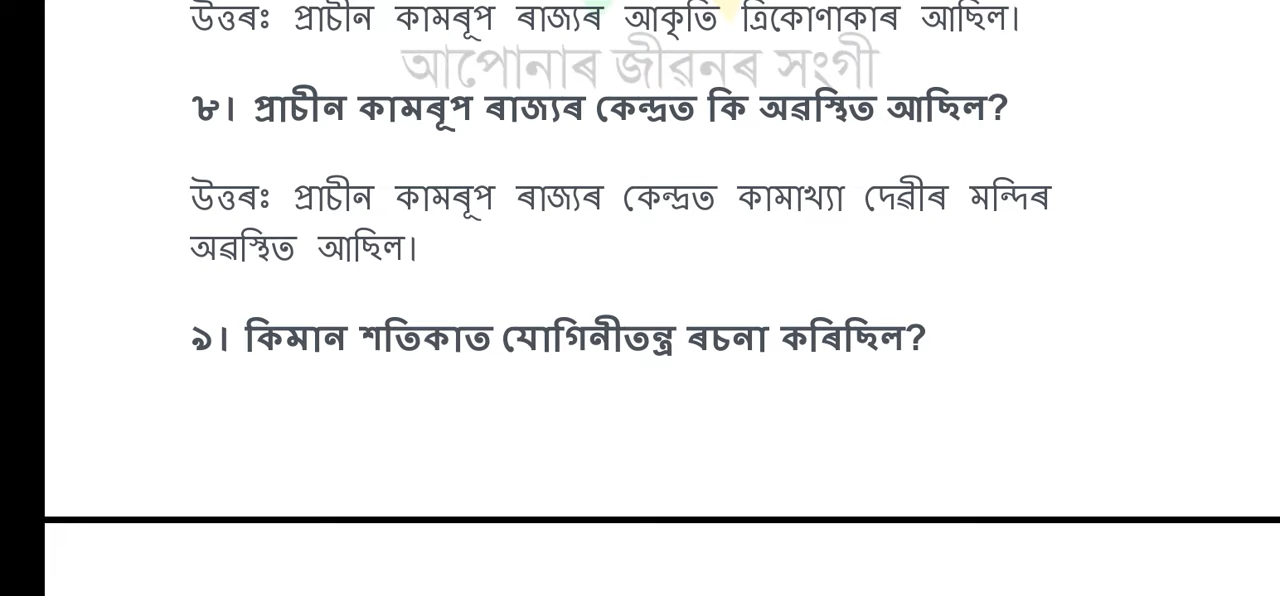 উত্তৰঃ প্ৰাচীন কামৰূপ ৰাজ্যৰ আকৃতি ত্ৰিকোণাকাৰ আছিল।
আপোনাৰ জীৱনৰ সংগী
৮। প্ৰাচীন কামৰূপ ৰাজ্যৰ কেন্দ্ৰত কি অৱস্থিত আছিল?
উত্তৰঃ প্ৰাচীন কামৰূপ ৰাজ্যৰ কেন্দ্ৰত কামাখ্যা দেৱীৰ মন্দিৰ
অৱস্থিত আছিল।
৯। কিমান শতিকাত যোগিনীতন্ত্ৰ ৰচনা কৰিছিল?